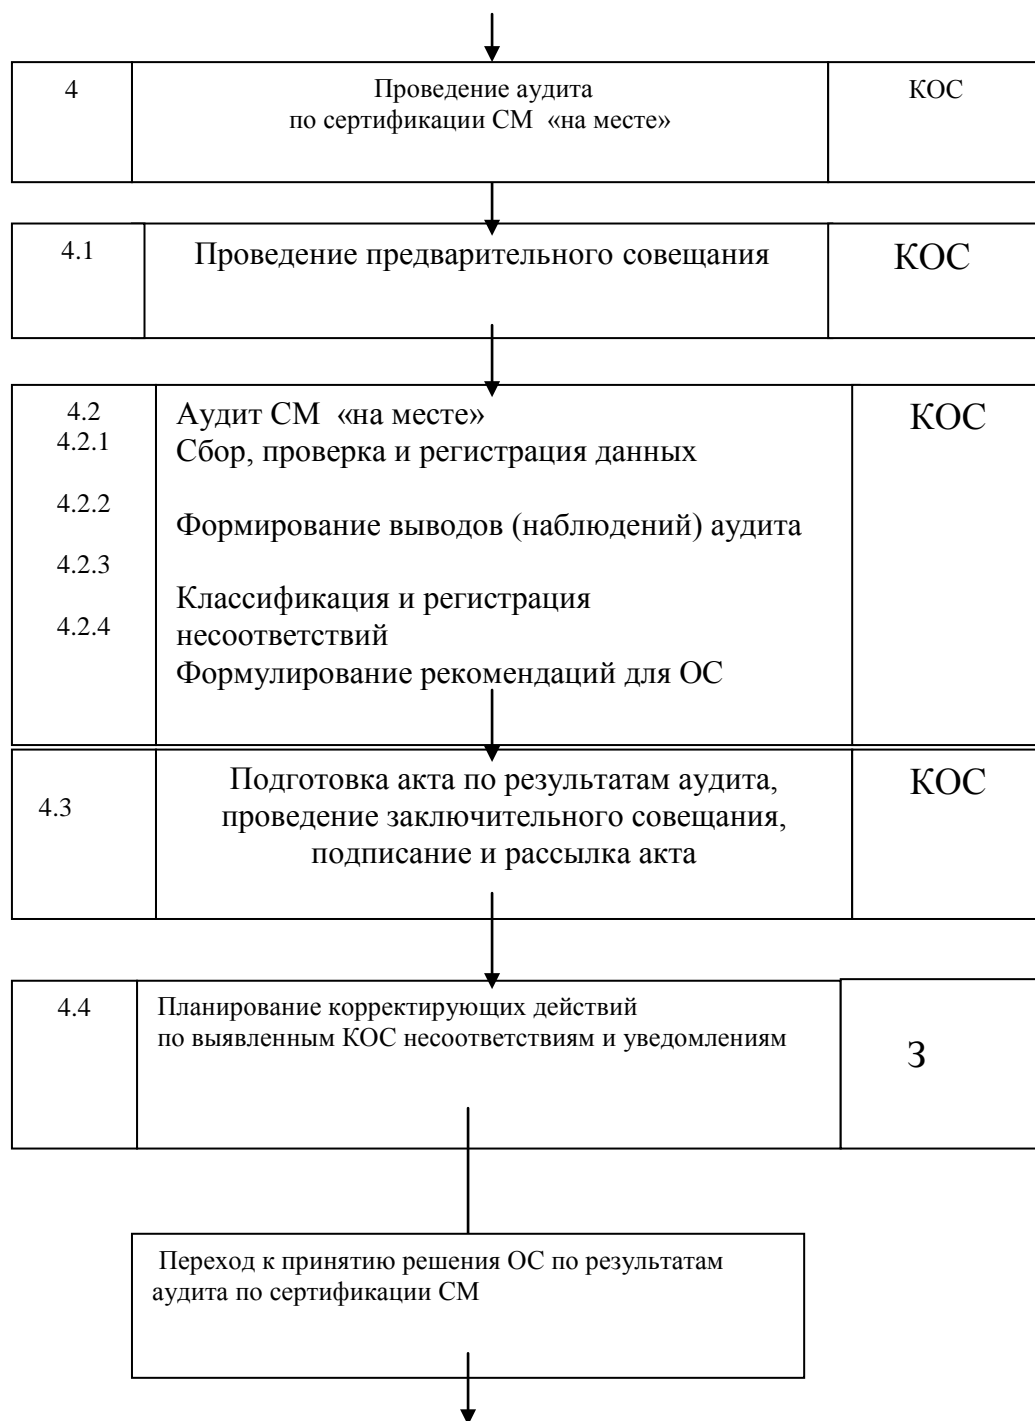 4
Проведение аудита
по сертификации СМ «на месте»
КОС
4.1
Проведение предварительного совещания
КОС
4.2
Аудит СМ «на месте»
КОС
4.2.1
Сбор, проверка и регистрация данных
4.2.2
Формирование выводов (наблюдений) аудита
4.2.3
Классификация и регистрация
4.2.4
несоответствий
Формулирование рекомендаций для ОС
4.3
Подготовка акта по результатам аудита,
проведение заключительного совещания,
подписание и рассылка акта
КОС
4.4
Планирование корректирующих действий
по выявленным КОС несоответствиям и уведомлениям
З
Переход к принятию решения ОС по результатам
аудита по сертификации СМ